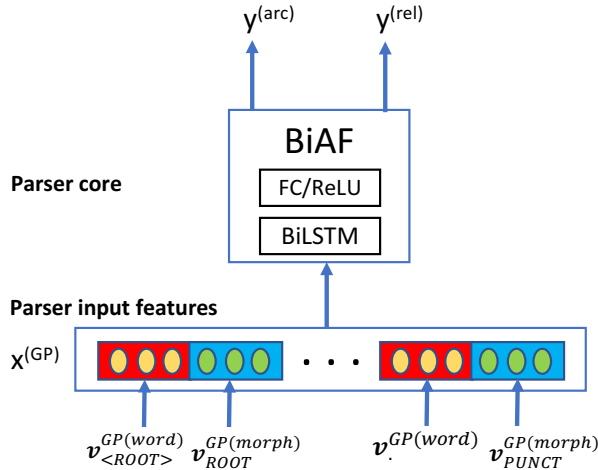 y(arc) y(rel)
BiAF
Parser core
FC/ReLU
BiLSTM
Parser input features
x(GP)
. . .
v<ROOT>GP(word) vROOTGP(morph) v.GP(word) vPUNCTGP(morph)